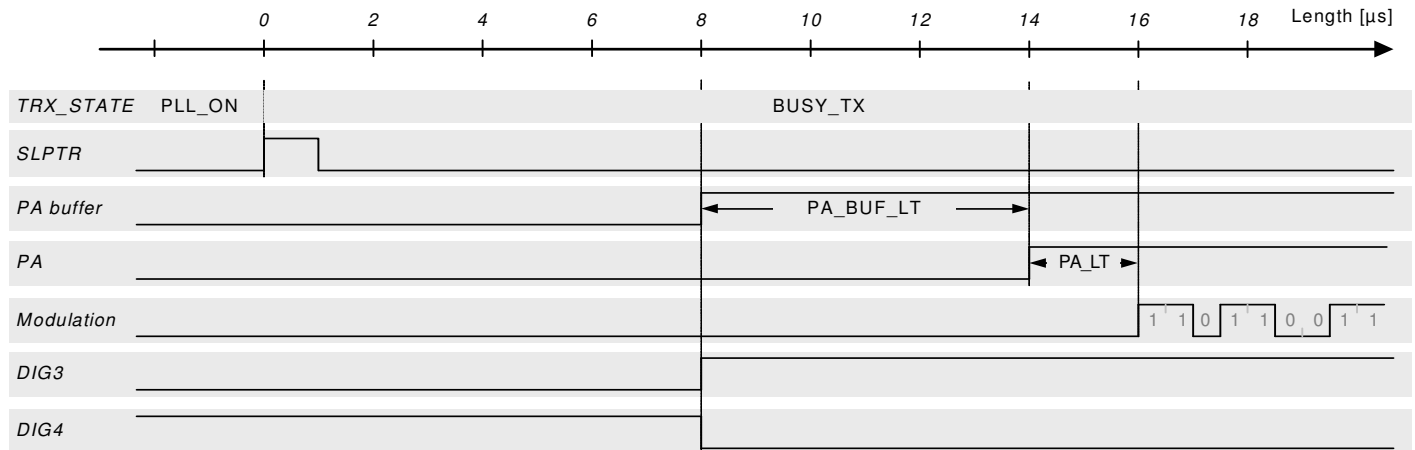 0 2 4 6 8 10 12 14 16 18 Length [µs]
TRX_STATE PLL_ON BUSY_TX
SLPTR
PA buffer PA_BUF_LT
PA PA_LT
Modulation 1 1 0 1 1 0 0 1 1
DIG3
DIG4